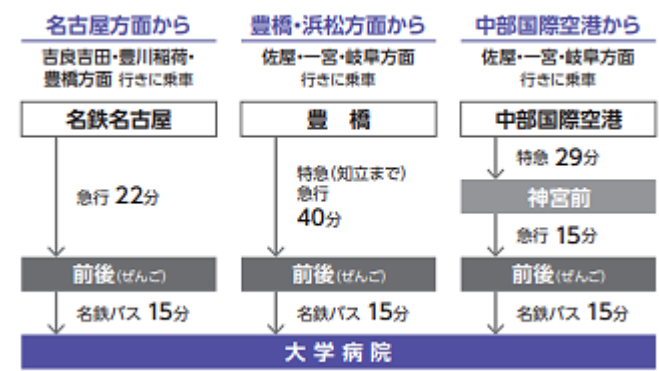 名古屋方面から
吉良吉田・豊川稲荷・
豊橋方面 行きに乗車
名鉄名古屋
急行 22分
前後(ぜんご)
名鉄バス 15分
豊橋・浜松方面から
佐屋・一宮・岐阜方面
行きに乗車
豊 橋
特急(知立まで)
急行
40分
前後(ぜんご)
名鉄バス 15分
中部国際空港から
佐屋・一宮・岐阜方面
行きに乗車
中部国際空港
特急 29分
神宮前
急行 15分
前後(ぜんご)
名鉄バス 15分
大学病院